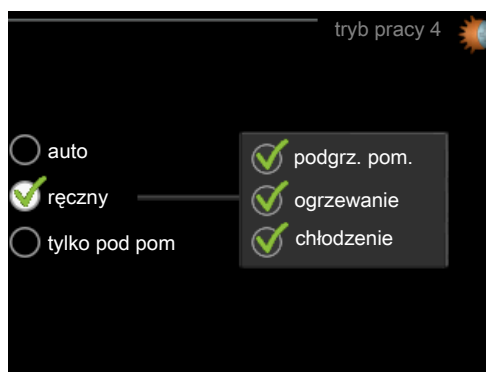 tryb pracy 4
auto
ręczny
tylko pod pom
podgrz. pom.
ogrzewanie
chłodzenie